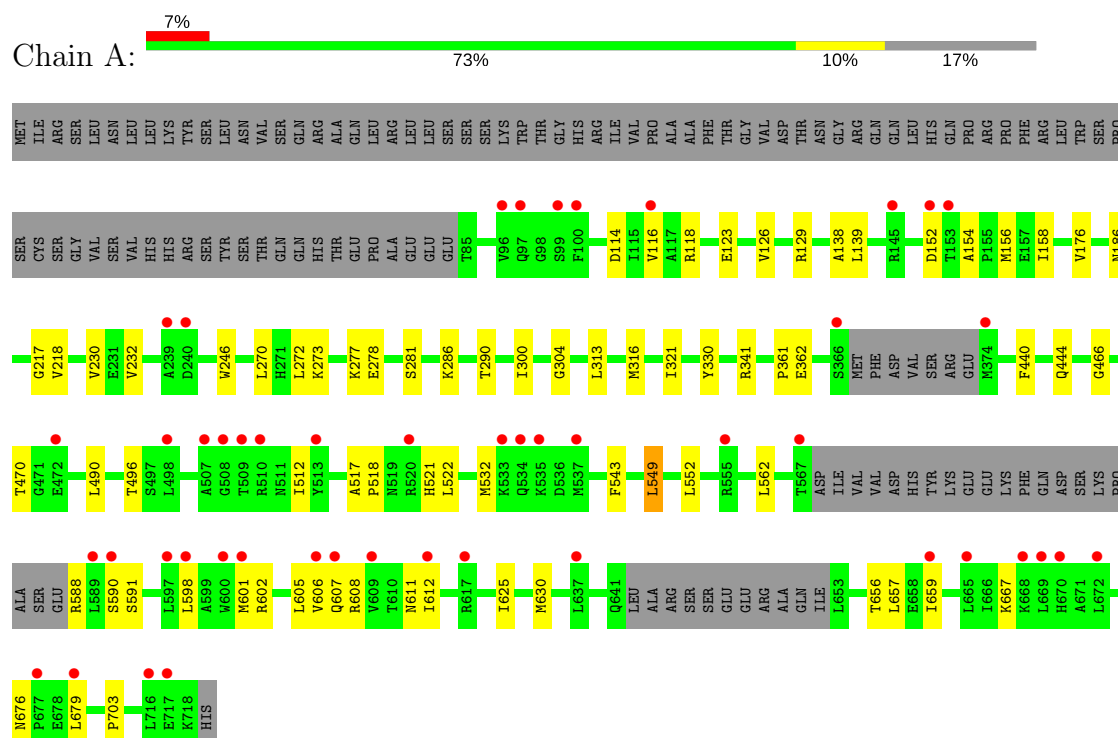 7%
Chain A:
73% 10% 17%
MET ILE ARG SER LEU ASN LEU LEU LYS TYR SER LEU ASN VAL SER GLN ARG ALA GLN LEU ARG LEU LEU SER SER SER LYS TRP THR GLY HIS ARG ILE VAL PRO ALA ALA PHE THR GLY VAL ASP THR ASN GLY ARG GLN GLN LEU HIS GLN PRO ARG PRO PHE ARG LEU TRP SER PRO
SER CYS SER GLY VAL SER VAL HIS HIS ARG SER TYR SER THR GLN GLN HIS THR GLU PRO ALA GLU GLU GLU T85 V96 Q97 G98 S99 F100 D114 I115 V116 A117 R118 E123 V126 R129 A138 L139 R145 D152 T153 A154 P155 M156 E157 I158 V176 N186
G217 V218 V230 E231 V232 A239 D240 W246 L270 H271 L272 K273 K277 E278 S281 K286 T290 I300 G304 L313 M316 I321 Y330 R341 P361 E362 S366 MET PHE ASP VAL SER ARG GLU M374 F440 Q444 G466
T470 G471 E472 L490 T496 S497 L498 A507 G508 T509 R510 N511 I512 Y513 A517 P518 N519 R520 H521 L522 M532 K533 Q534 K535 D536 M537 F543 L549 L552 R555 L562 T567 ASP ILE VAL VAL ASP HIS TYR LYS GLU GLU LYS PHE GLN ASP SER LYS PRO
ALA SER GLU R588 L589 S590 S591 L597 L598 A599 W600 M601 R602 L605 V606 Q607 R608 V609 T610 N611 I612 R617 I625 M630 L637 Q641 LEU ALA ARG SER SER GLU GLU ARG ALA GLN ILE L653 T656 L657 E658 I659 L665 I666 K667 K668 L669 H670 A671 L672
N676 P677 E678 L679 P703 L716 E717 K718 HIS